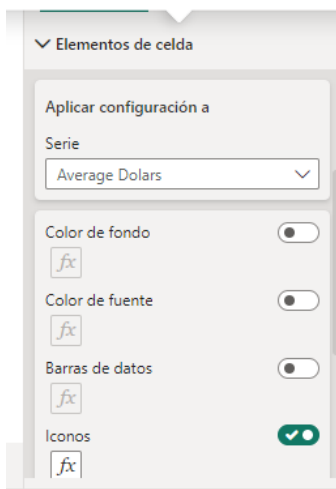 Elementos de celda
Aplicar configuración a
Serie
Average Dolars
Color de fondo
fx
Color de fuente
fx
Barras de datos
fx
Iconos
fx